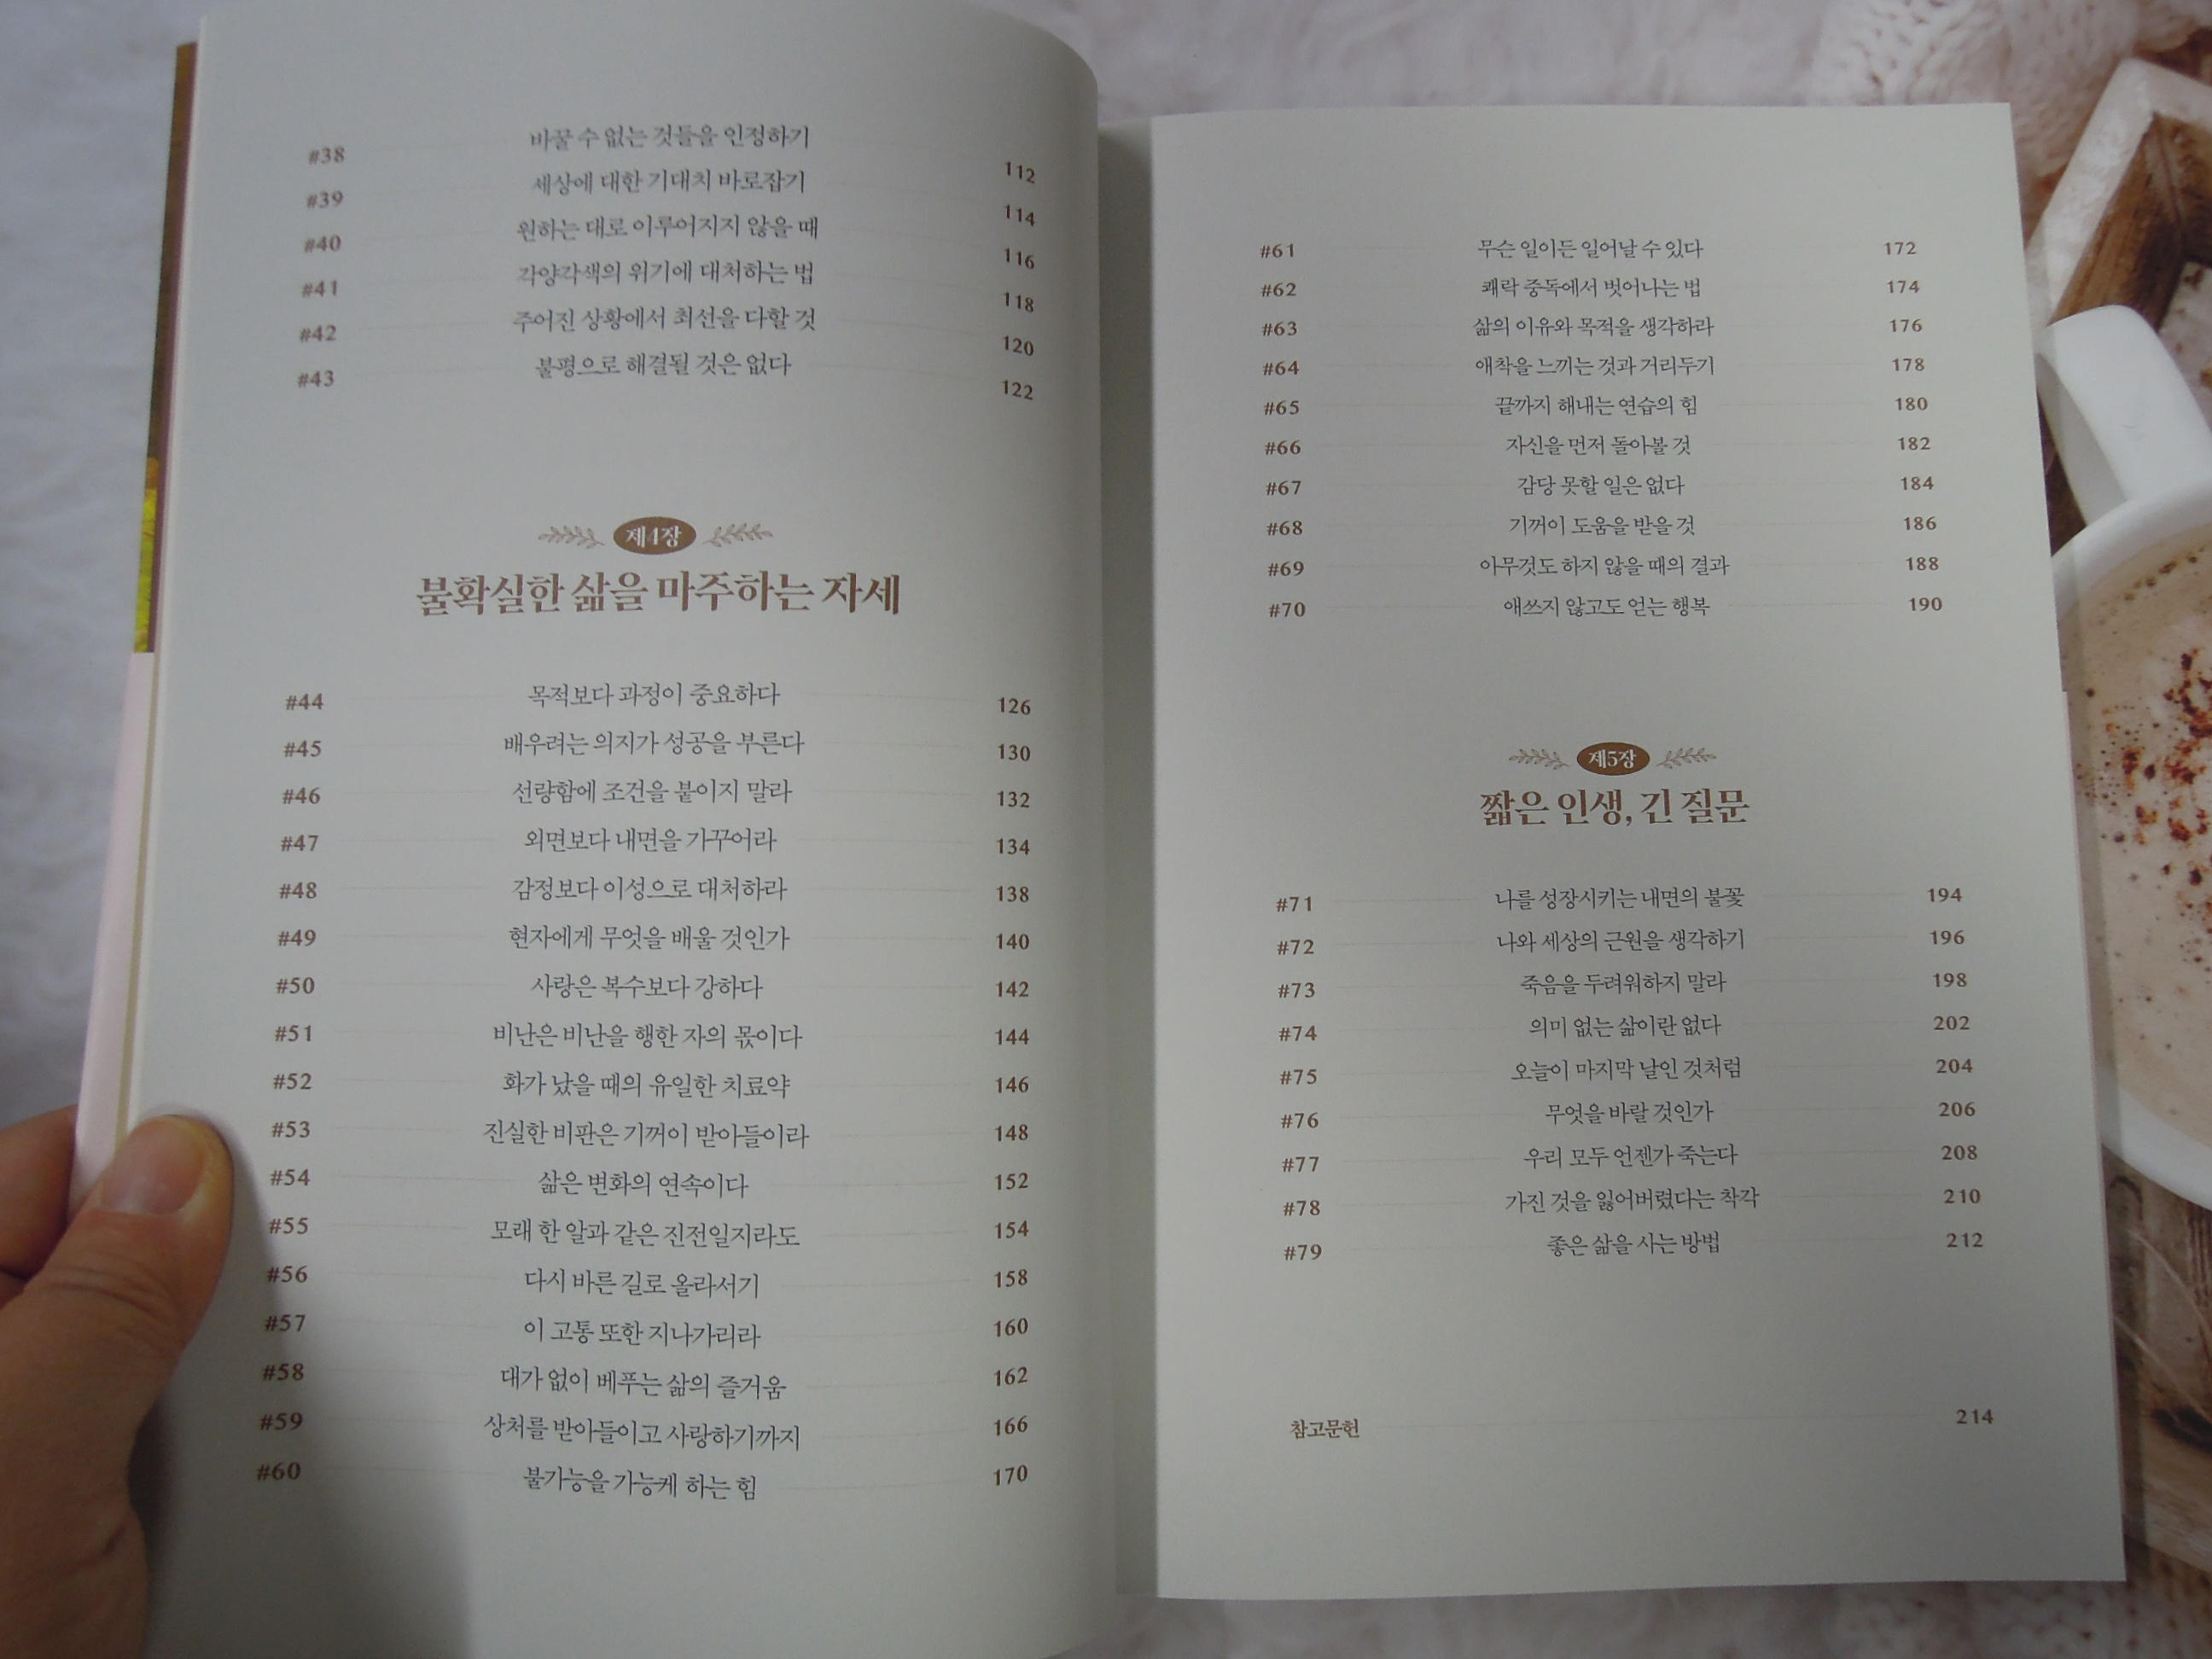 #38 바꿀 수 없는 것들을 인정하기 112
#39 세상에 대한 기대치 바로잡기 114
#40 원하는 대로 이루어지지 않을 때 116
#41 각양각색의 위기에 대처하는 법 118
#42 주어진 상황에서 최선을 다할 것 120
#43 불평으로 해결될 것은 없다 122
제4장
불확실한 삶을 마주하는 자세
#44 목적보다 과정이 중요하다 126
#45 배우려는 의지가 성공을 부른다 130
#46 선량함에 조건을 붙이지 말라 132
#47 외면보다 내면을 가꾸어라 134
#48 감정보다 이성으로 대처하라 138
#49 현자에게 무엇을 배울 것인가 140
#50 사랑은 복수보다 강하다 142
#51 비난은 비난을 행한 자의 몫이다 144
#52 화가 났을 때의 유일한 치료약 146
#53 진실한 비판은 기꺼이 받아들이라 148
#54 삶은 변화의 연속이다 152
#55 모래 한 알과 같은 진전일지라도 154
#56 다시 바른 길로 올라서기 158
#57 이 고통 또한 지나가리라 160
#58 대가 없이 베푸는 삶의 즐거움 162
#59 상처를 받아들이고 사랑하기까지 166
#60 불가능을 가능케 하는 힘 170
#61 무슨 일이든 일어날 수 있다 172
#62 쾌락 중독에서 벗어나는 법 174
#63 삶의 이유와 목적을 생각하라 176
#64 애착을 느끼는 것과 거리두기 178
#65 끝까지 해내는 연습의 힘 180
#66 자신을 먼저 돌아볼 것 182
#67 감당 못할 일은 없다 184
#68 기꺼이 도움을 받을 것 186
#69 아무것도 하지 않을 때의 결과 188
#70 애쓰지 않고도 얻는 행복 190
제5장
짧은 인생, 긴 질문
#71 나를 성장시키는 내면의 불꽃 194
#72 나와 세상의 근원을 생각하기 196
#73 죽음을 두려워하지 말라 198
#74 의미 없는 삶이란 없다 202
#75 오늘이 마지막 날인 것처럼 204
#76 무엇을 바랄 것인가 206
#77 우리 모두 언젠가 죽는다 208
#78 가진 것을 잃어버렸다는 착각 210
#79 좋은 삶을 사는 방법 212
참고문헌 214